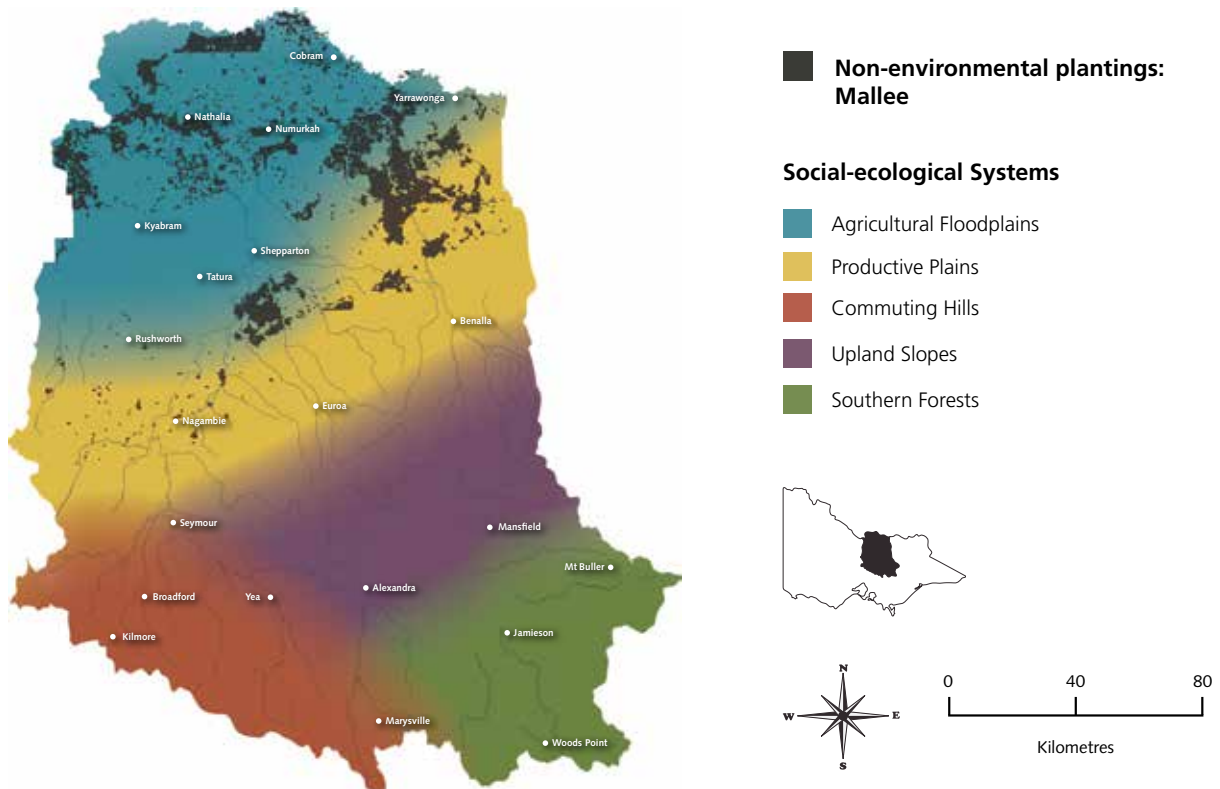 Cobram
Yarrawonga
Nathalia
Numurkah
Kyabram
Shepparton
Tatura
Rushworth
Benalla
Euroa
Nagambie
Seymour
Mansfield
Mt Buller
Alexandra
Broadford
Yea
Kilmore
Jamieson
Marysville
Woods Point
Non-environmental plantings:
Mallee
Social-ecological Systems
Agricultural Floodplains
Productive Plains
Commuting Hills
Upland Slopes
Southern Forests
N
W E
S
0 40 80
Kilometres